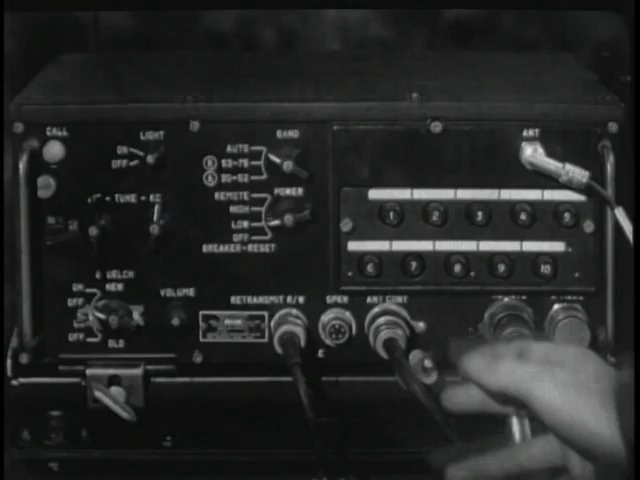 CALL
LIGHT
ON
OFF
BAND
AUTO
B 53-75
A 30-52
ANT
POWER
REMOTE
HIGH
LOW
OFF
BREAKER-RESET
TUNE
1 2 3 4 5
6 7 8 9 10
NEW
ON
OFF
OFF
OLD
VOLUME
RETRANSMIT R/W
SPKR
ANT CONT